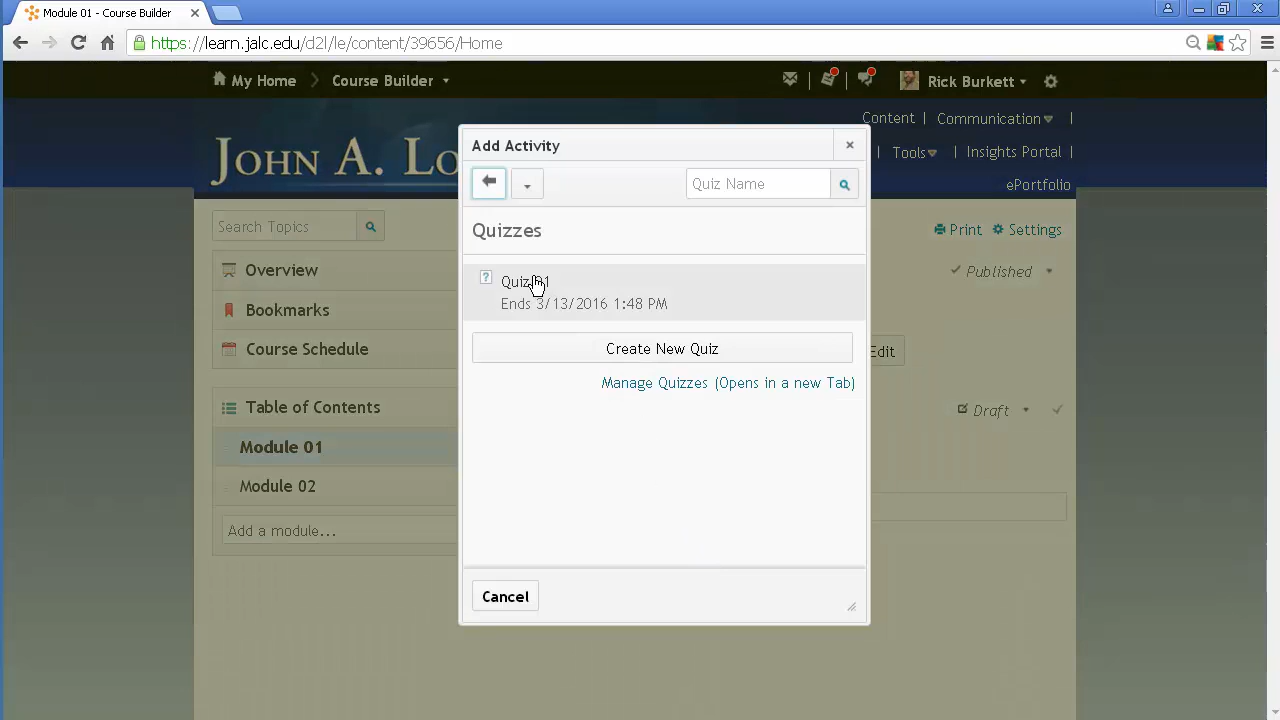 Module 01 - Course Builder
https://learn.jalc.edu/d2l/le/content/39656/Home
My Home
Course Builder
Rick Burkett
Content |
Communication |
JOHN A. LO
| Tools
| Insights Portal |
ePortfolio
Add Activity
Quiz Name
Quizzes
Quiz 01
Ends 3/13/2016 1:48 PM
Create New Quiz
Manage Quizzes (Opens in a new Tab)
Cancel
Search Topics
Print
Settings
Overview
Published
Bookmarks
Course Schedule
Edit
Table of Contents
Draft
Module 01
Module 02
Add a module...